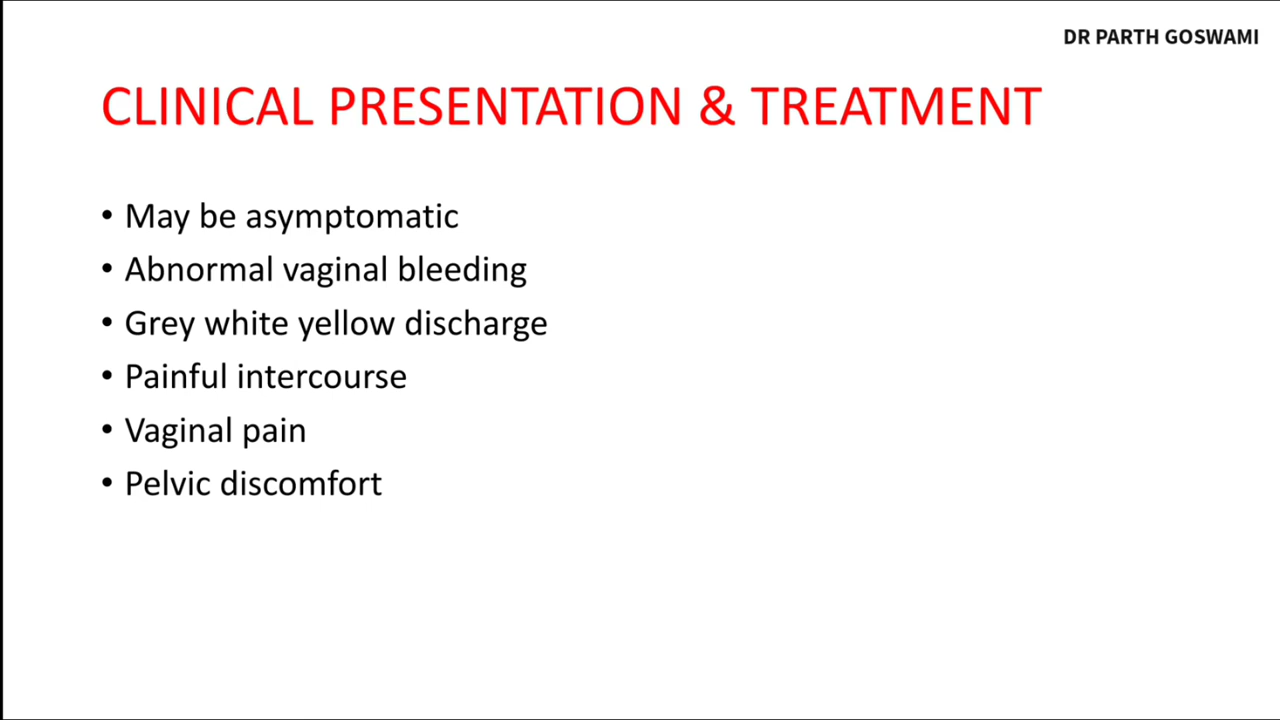 DR PARTH GOSWAMI
CLINICAL PRESENTATION & TREATMENT
• May be asymptomatic
• Abnormal vaginal bleeding
• Grey white yellow discharge
• Painful intercourse
• Vaginal pain
• Pelvic discomfort